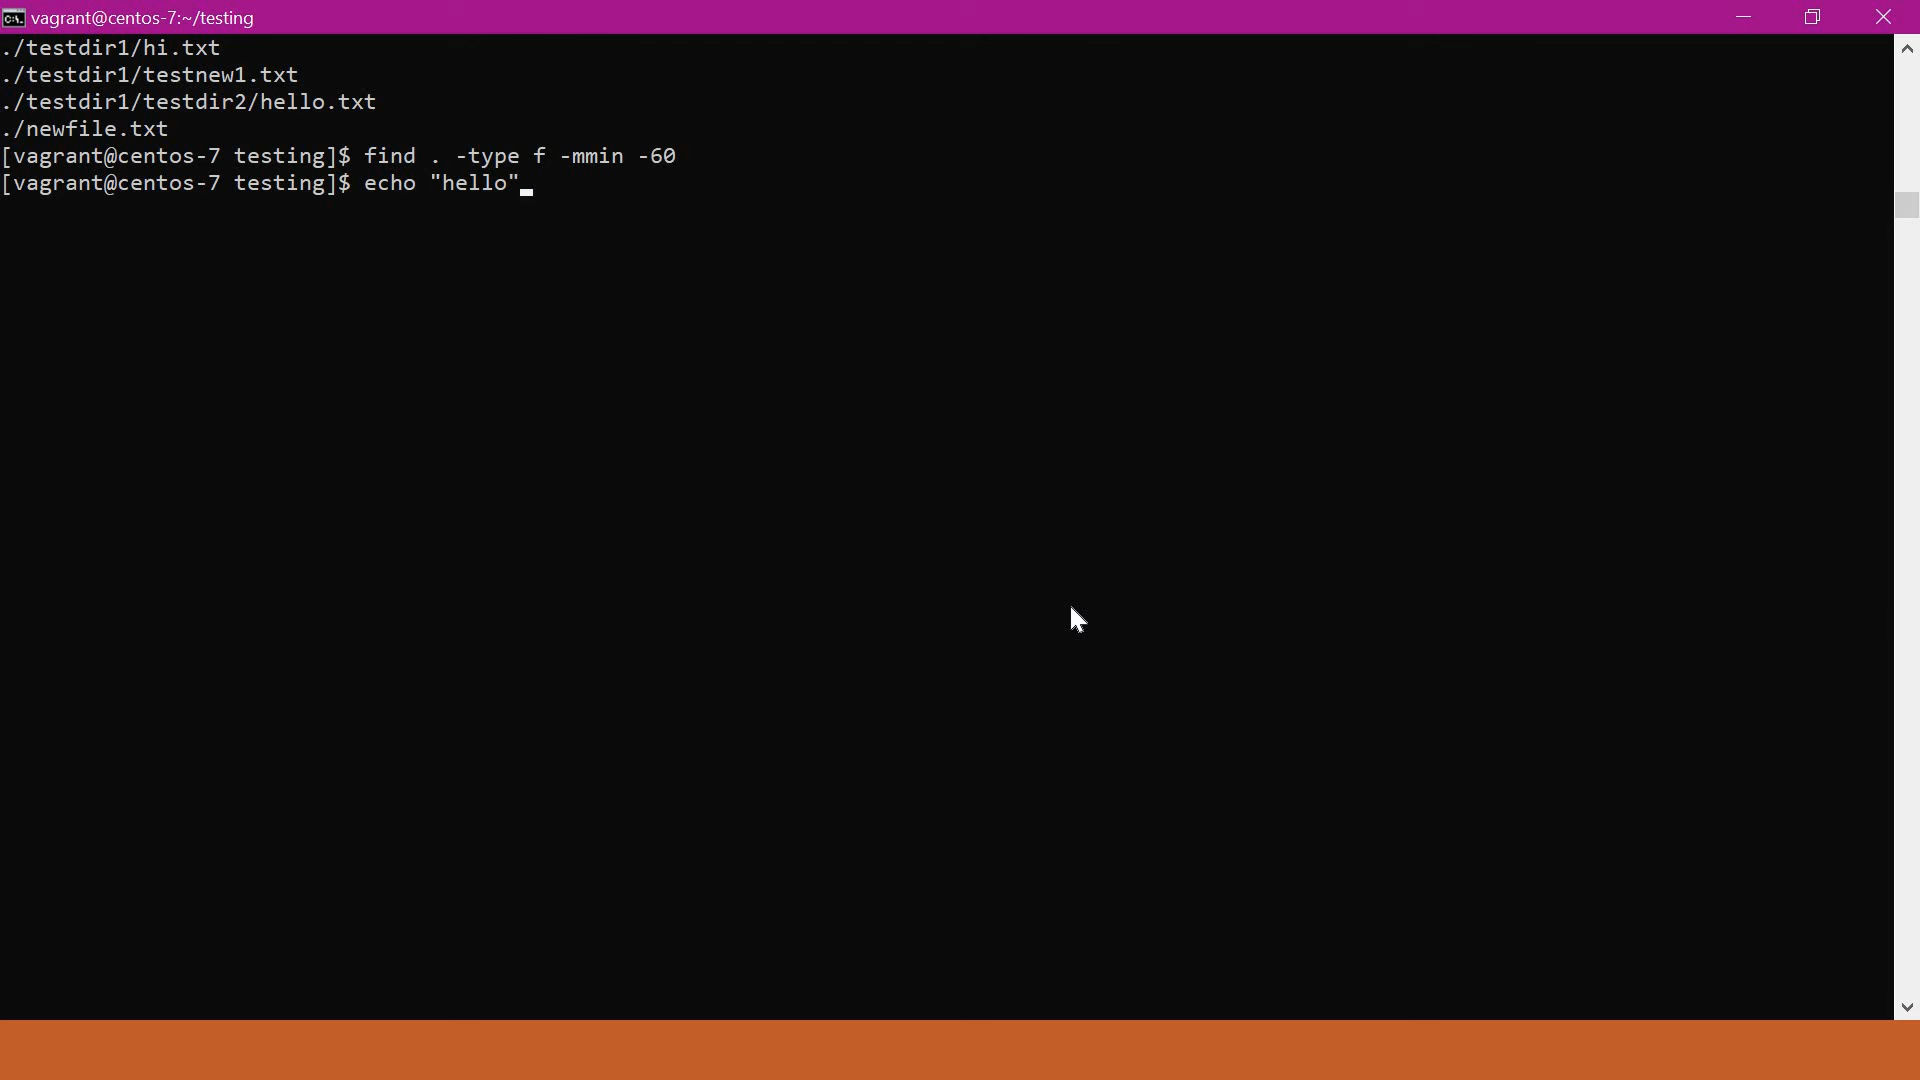 vagrant@centos-7:~/testing
./testdir1/hi.txt
./testdir1/testnew1.txt
./testdir1/testdir2/hello.txt
./newfile.txt
[vagrant@centos-7 testing]$ find . -type f -mmin -60
[vagrant@centos-7 testing]$ echo "hello"